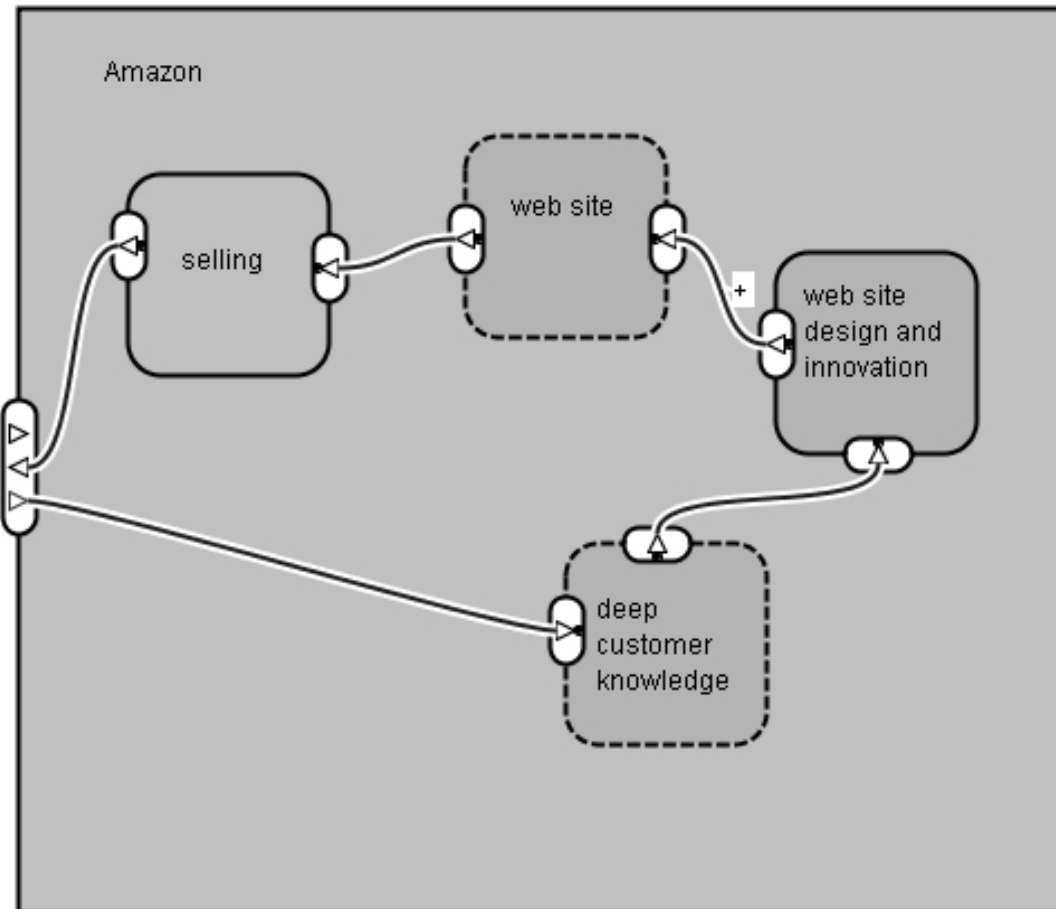 Amazon
web site
selling
+
web site
design and
innovation
deep
customer
knowledge